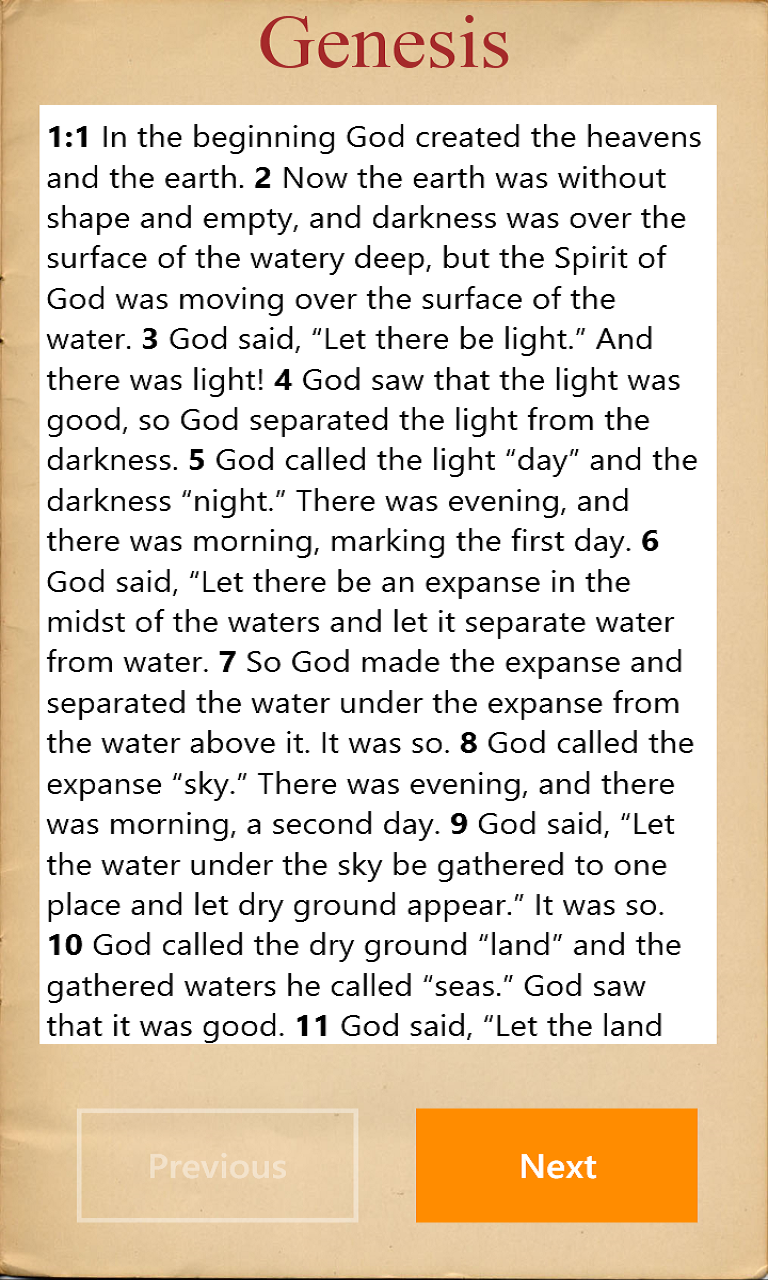 Genesis
1:1 In the beginning God created the heavens
and the earth. 2 Now the earth was without
shape and empty, and darkness was over the
surface of the watery deep, but the Spirit of
God was moving over the surface of the
water. 3 God said, “Let there be light.” And
there was light! 4 God saw that the light was
good, so God separated the light from the
darkness. 5 God called the light “day” and the
darkness “night.” There was evening, and
there was morning, marking the first day. 6
God said, “Let there be an expanse in the
midst of the waters and let it separate water
from water. 7 So God made the expanse and
separated the water under the expanse from
the water above it. It was so. 8 God called the
expanse “sky.” There was evening, and there
was morning, a second day. 9 God said, “Let
the water under the sky be gathered to one
place and let dry ground appear.” It was so.
10 God called the dry ground “land” and the
gathered waters he called “seas.” God saw
that it was good. 11 God said, “Let the land
Previous
Next